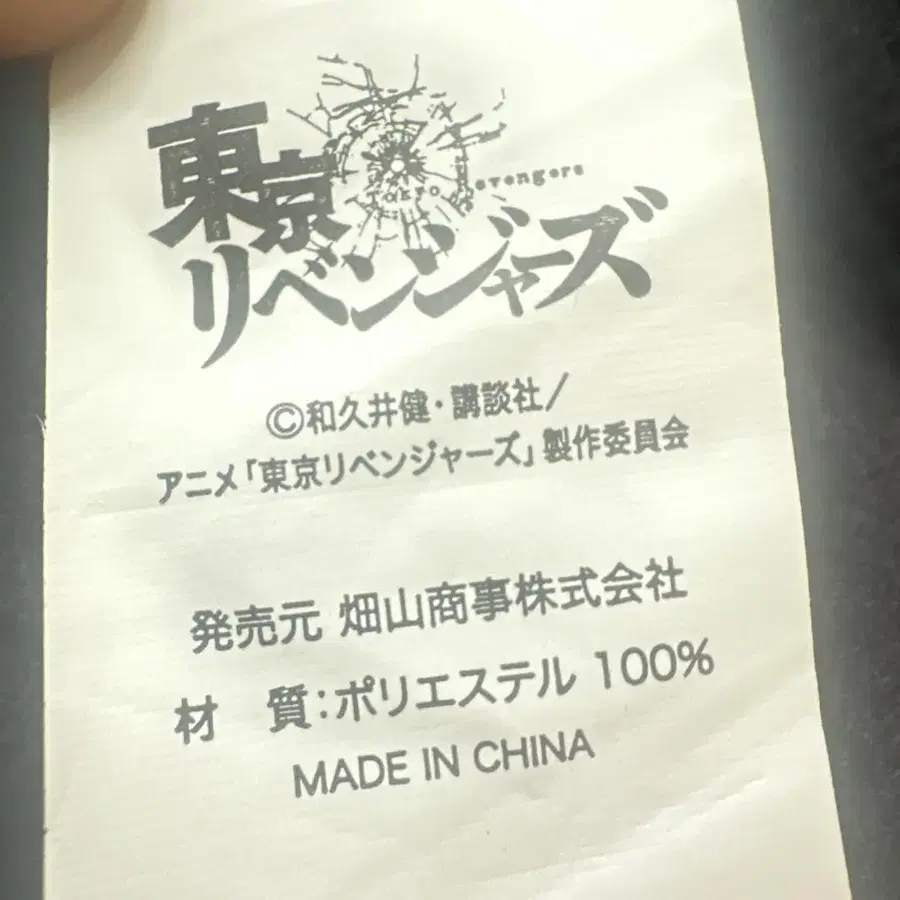 東京
Tokyo Revengers
リベンジャーズ
©和久井健・講談社/
アニメ「東京リベンジャーズ」製作委員会
発売元 畑山商事株式会社
材 質:ポリエステル 100%
MADE IN CHINA